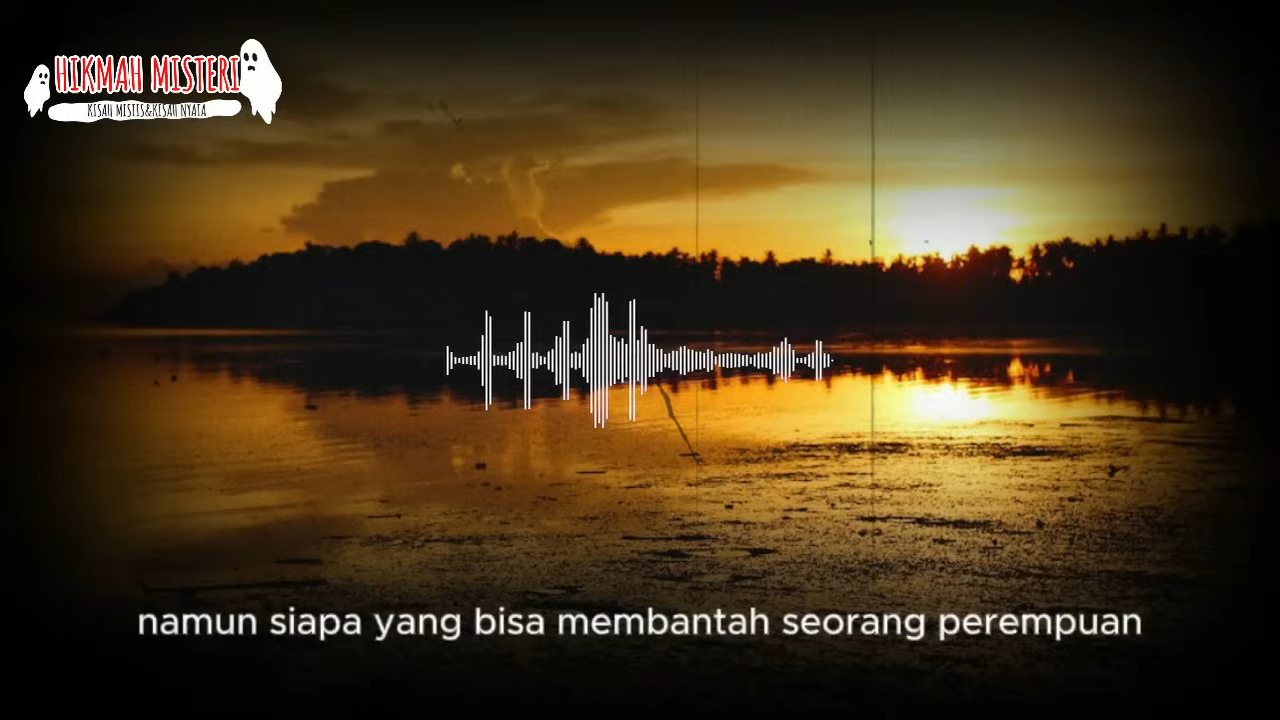 HIKMAH MISTERI
KISAH MISTIS&KISAH NYATA
namun siapa yang bisa membantah seorang perempuan